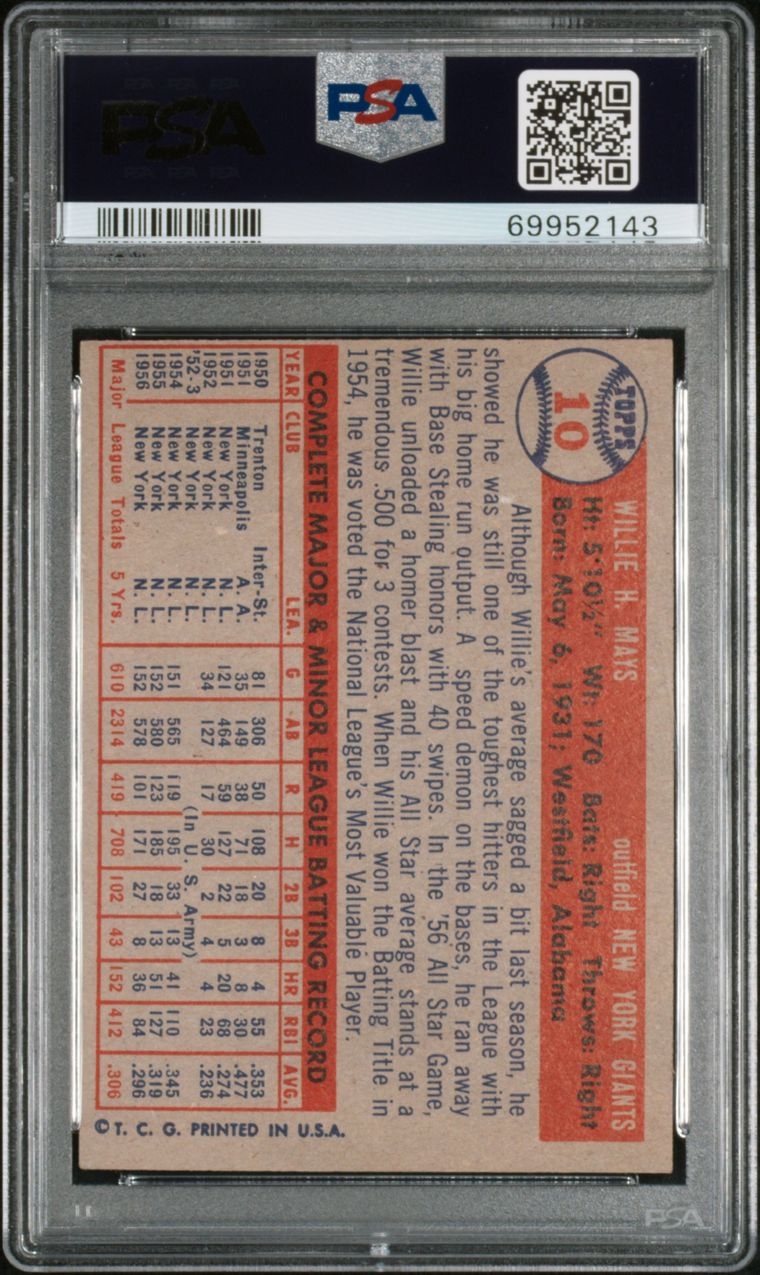 PSA
PSA
69952143
TOPPS
10
WILLIE H. MAYS outfield NEW YORK GIANTS
Ht: 5'10½" Wt: 170 Bats: Right Throws: Right
Born: May 6, 1931; Westfield, Alabama
Although Willie's average sagged a bit last season, he
showed he was still one of the toughest hitters in the League with
his big home run output. A speed demon on the bases, he ran away
with Base Stealing honors with 40 swipes. In the '56 All Star Game,
Willie unloaded a homer blast and his All Star average stands at a
tremendous .500 for 3 contests. When Willie won the Batting Title in
1954, he was voted the National League's Most Valuable Player.
COMPLETE MAJOR & MINOR LEAGUE BATTING RECORD
YEAR CLUB LEA. G AB R H 2B 3B HR RBI AVG.
1950 Trenton Inter-St. 81 306 50 108 20 8 4 55 .353
1951 Minneapolis A. A. 35 149 38 71 18 3 8 30 .477
1951 New York N. L. 121 464 59 127 22 5 20 68 .274
1952 New York N. L. 34 127 17 30 2 4 4 23 .236
'52-3 New York N. L. (In U. S. Army)
1954 New York N. L. 151 565 119 195 33 13 41 110 .345
1955 New York N. L. 152 580 123 185 18 13 51 127 .319
1956 New York N. L. 152 578 101 171 27 8 36 84 .296
Major League Totals 5 Yrs. 610 2314 419 708 102 43 152 412 .306
© T. C. G. PRINTED IN U.S.A.
PSA